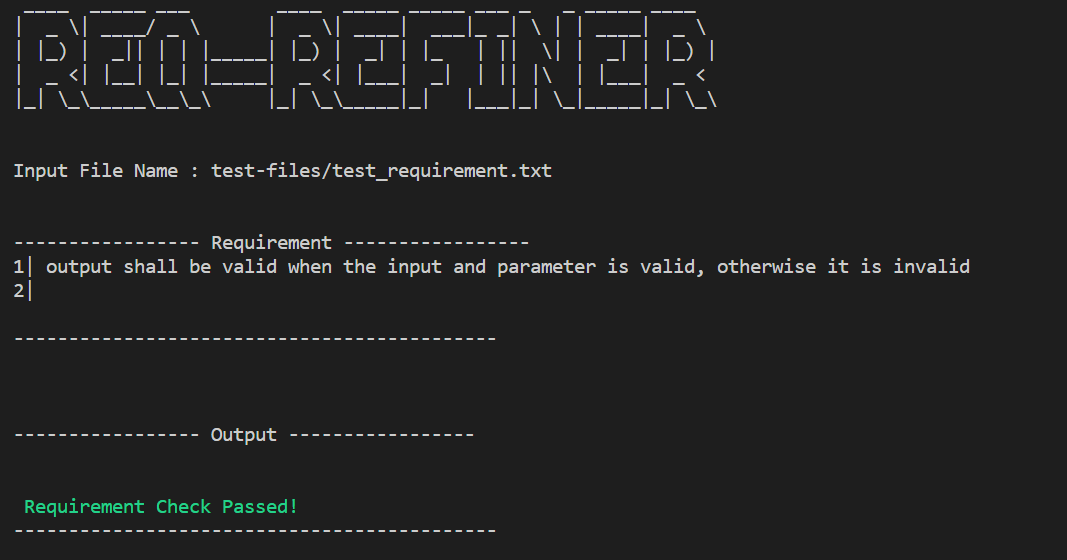 REQ-REFINER
Input File Name : test-files/test_requirement.txt
----------------- Requirement -----------------
1| output shall be valid when the input and parameter is valid, otherwise it is invalid
2|
--------------------------------------------
----------------- Output -----------------
Requirement Check Passed!
--------------------------------------------